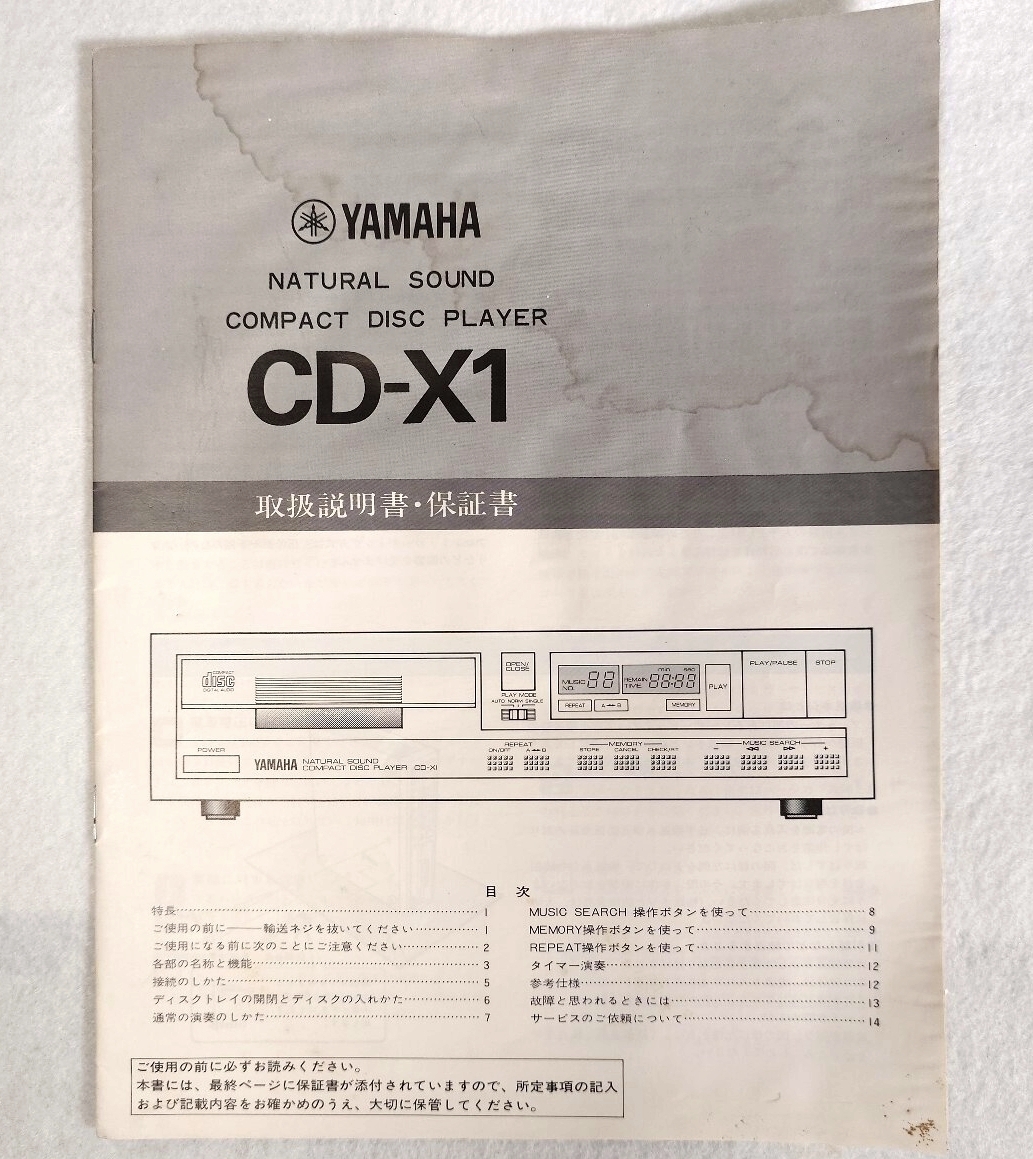 YAMAHA
NATURAL SOUND
COMPACT DISC PLAYER
CD-X1
取扱説明書・保証書
COMPACT
disc
DIGITAL AUDIO
OPEN/
CLOSE
PLAY MODE
AUTO NORM SINGLE
MUSIC
NO.
min sec
REMAIN
TIME
REPEAT
A B
MEMORY
PLAY
PLAY/PAUSE
STOP
POWER
YAMAHA
NATURAL SOUND
COMPACT DISC PLAYER CD-X1
REPEAT
ON/OFF A B
MEMORY
STORE CANCEL CHECK/RT
MUSIC SEARCH
− ◁◁ ▷▷ +
目 次
特長 1
ご使用の前に――輸送ネジを抜いてください 1
ご使用になる前に次のことにご注意ください 2
各部の名称と機能 3
接続のしかた 5
ディスクトレイの開閉とディスクの入れかた 6
通常の演奏のしかた 7
MUSIC SEARCH 操作ボタンを使って 8
MEMORY操作ボタンを使って 9
REPEAT操作ボタンを使って 11
タイマー演奏 12
参考仕様 12
故障と思われるときには 13
サービスのご依頼について 14
ご使用の前に必ずお読みください。
本書には、最終ページに保証書が添付されていますので、所定事項の記入
および記載内容をお確かめのうえ、大切に保管してください。